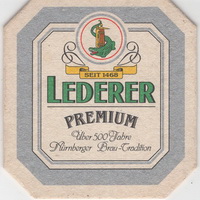 SEIT 1468
LEDERER
PREMIUM
Über 500 Jahre
Nürnberger Brau-Tradition